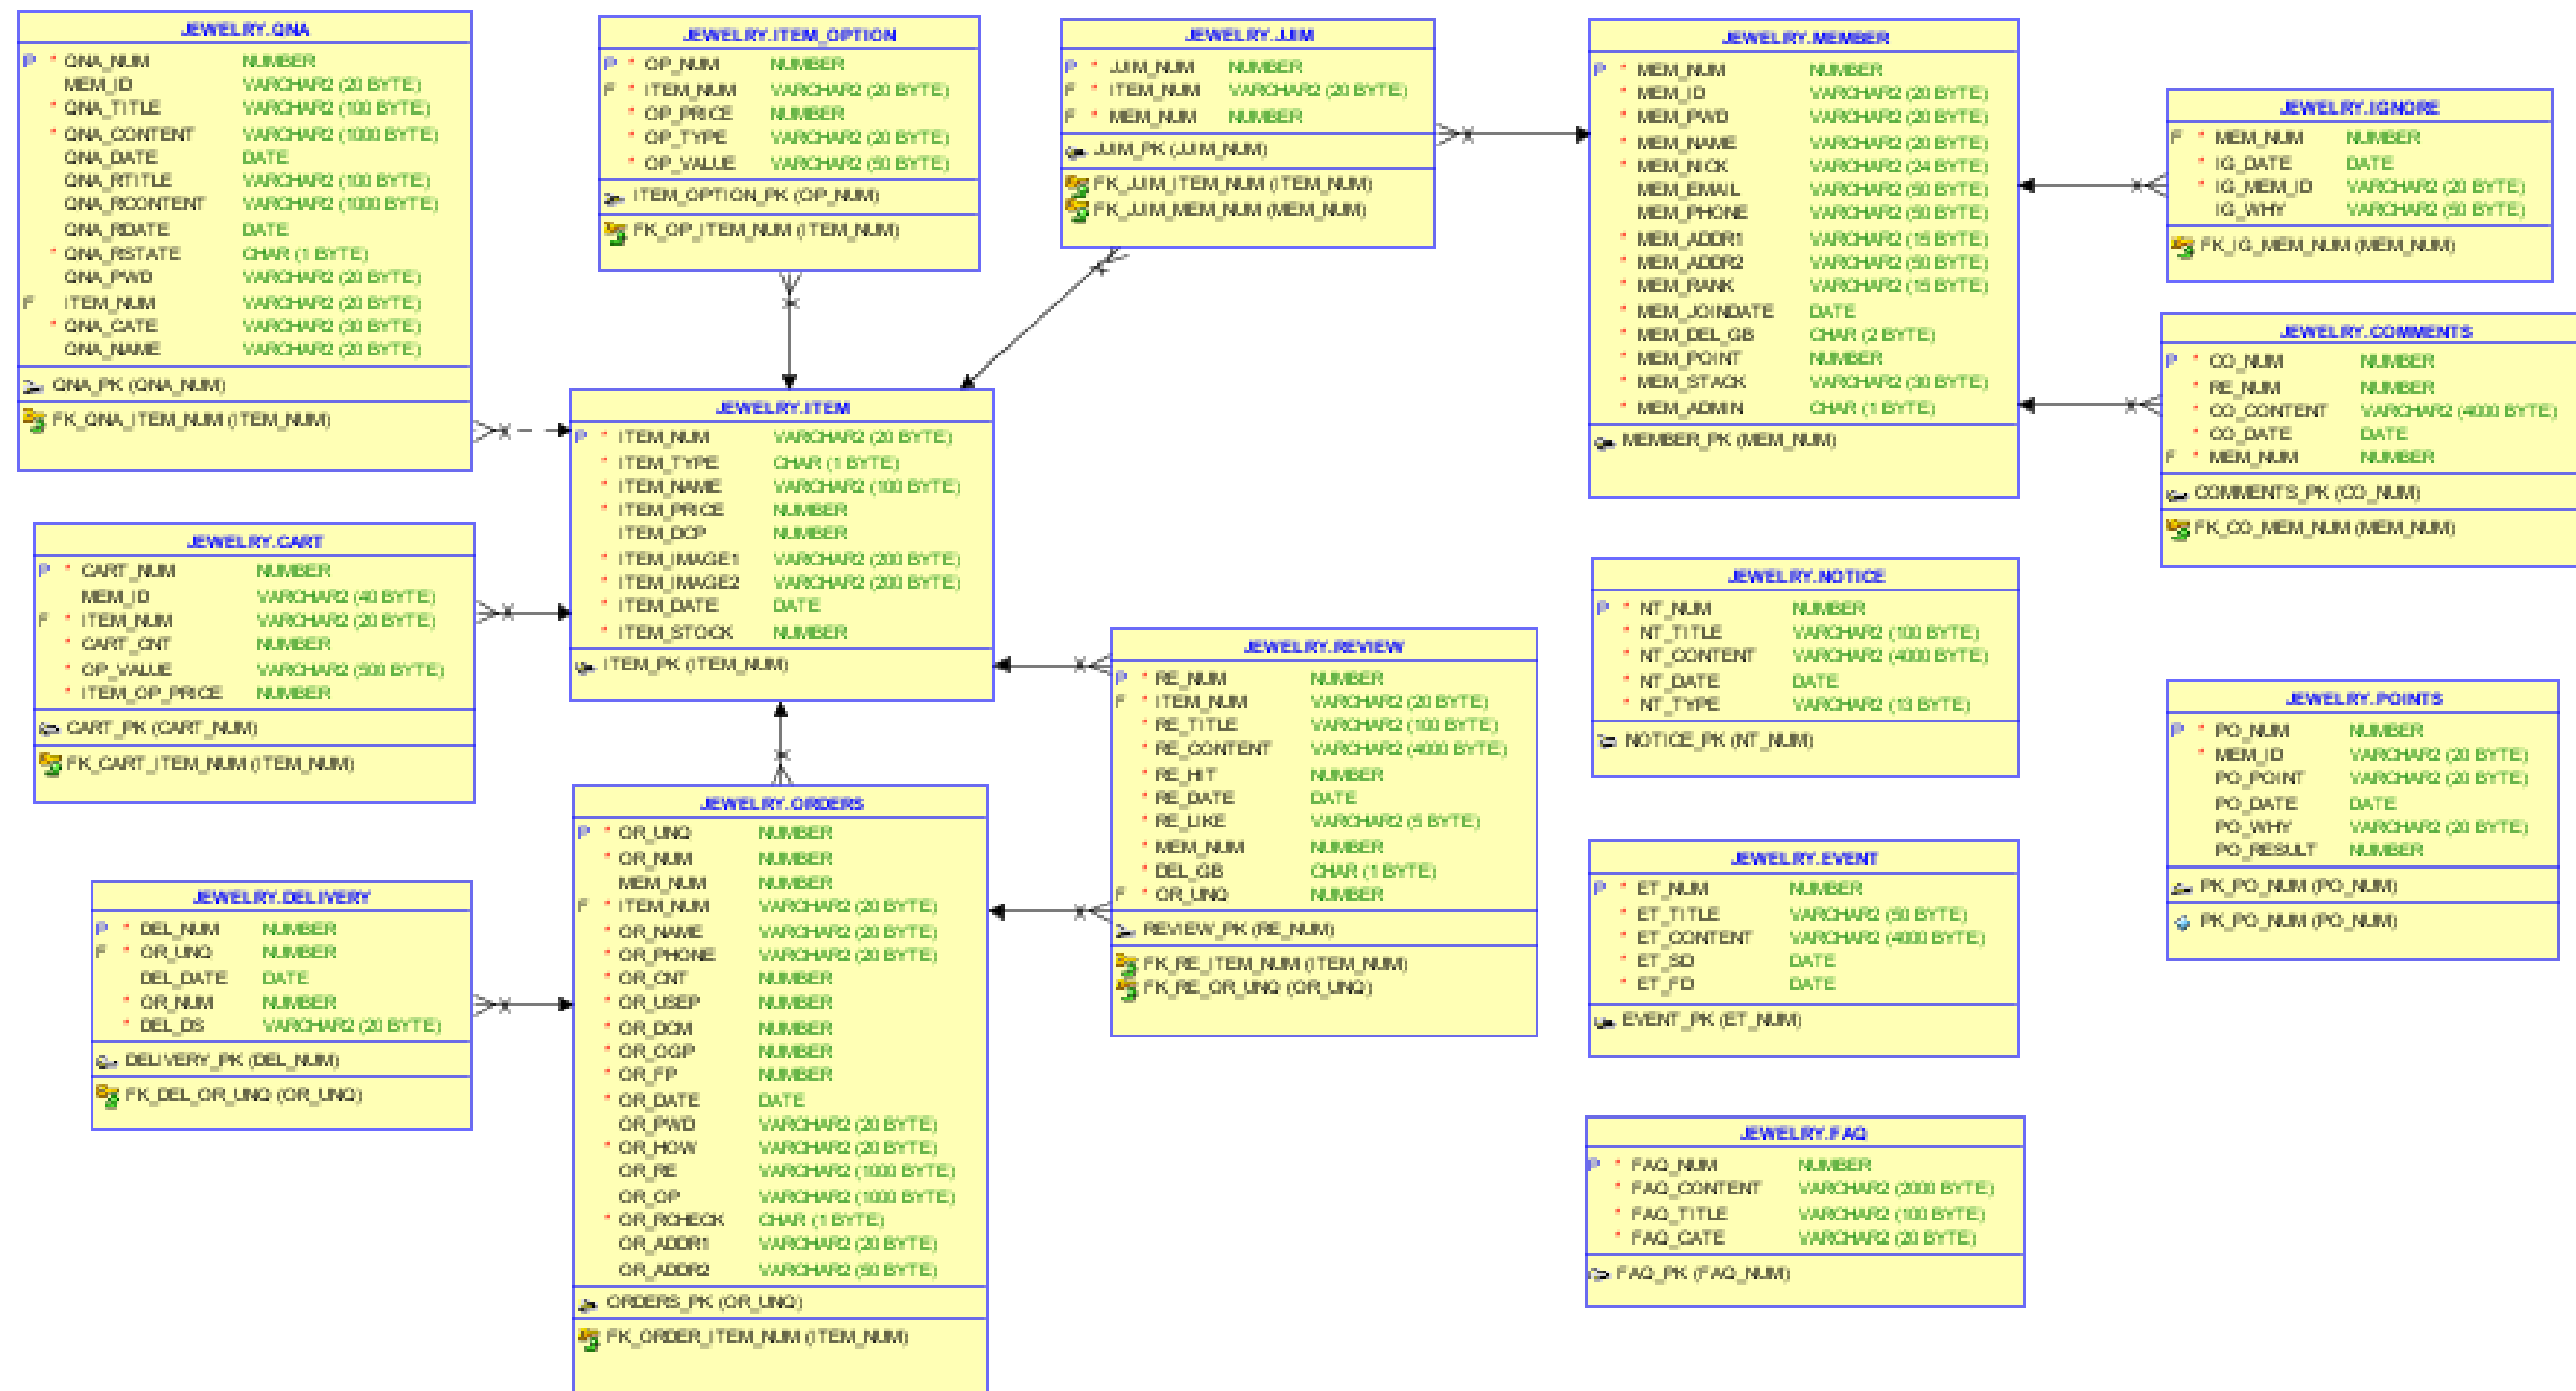 JEWELRY.QNA
P * QNA_NUM NUMBER
MEM_ID VARCHAR2 (20 BYTE)
* QNA_TITLE VARCHAR2 (100 BYTE)
* QNA_CONTENT VARCHAR2 (1000 BYTE)
QNA_DATE DATE
QNA_RTITLE VARCHAR2 (100 BYTE)
QNA_RCONTENT VARCHAR2 (1000 BYTE)
QNA_RDATE DATE
* QNA_RSTATE CHAR (1 BYTE)
QNA_PWD VARCHAR2 (20 BYTE)
F ITEM_NUM VARCHAR2 (20 BYTE)
* QNA_CATE VARCHAR2 (30 BYTE)
QNA_NAME VARCHAR2 (20 BYTE)
QNA_PK (QNA_NUM)
FK_QNA_ITEM_NUM (ITEM_NUM)
JEWELRY.ITEM_OPTION
P * OP_NUM NUMBER
F * ITEM_NUM VARCHAR2 (20 BYTE)
* OP_PRICE NUMBER
* OP_TYPE VARCHAR2 (20 BYTE)
* OP_VALUE VARCHAR2 (50 BYTE)
ITEM_OPTION_PK (OP_NUM)
FK_OP_ITEM_NUM (ITEM_NUM)
JEWELRY.JJIM
P * JJIM_NUM NUMBER
F * ITEM_NUM VARCHAR2 (20 BYTE)
F * MEM_NUM NUMBER
JJIM_PK (JJIM_NUM)
FK_JJIM_ITEM_NUM (ITEM_NUM)
FK_JJIM_MEM_NUM (MEM_NUM)
JEWELRY.MEMBER
P * MEM_NUM NUMBER
* MEM_ID VARCHAR2 (20 BYTE)
* MEM_PWD VARCHAR2 (20 BYTE)
* MEM_NAME VARCHAR2 (20 BYTE)
* MEM_NICK VARCHAR2 (24 BYTE)
MEM_EMAIL VARCHAR2 (50 BYTE)
MEM_PHONE VARCHAR2 (50 BYTE)
* MEM_ADDR1 VARCHAR2 (15 BYTE)
* MEM_ADDR2 VARCHAR2 (50 BYTE)
* MEM_RANK VARCHAR2 (15 BYTE)
* MEM_JOINDATE DATE
* MEM_DEL_GB CHAR (2 BYTE)
* MEM_POINT NUMBER
* MEM_STACK VARCHAR2 (30 BYTE)
* MEM_ADMIN CHAR (1 BYTE)
MEMBER_PK (MEM_NUM)
JEWELRY.IGNORE
F * MEM_NUM NUMBER
* IG_DATE DATE
* IG_MEM_ID VARCHAR2 (20 BYTE)
IG_WHY VARCHAR2 (50 BYTE)
FK_IG_MEM_NUM (MEM_NUM)
JEWELRY.COMMENTS
P * CO_NUM NUMBER
* RE_NUM NUMBER
* CO_CONTENT VARCHAR2 (4000 BYTE)
* CO_DATE DATE
F * MEM_NUM NUMBER
COMMENTS_PK (CO_NUM)
FK_CO_MEM_NUM (MEM_NUM)
JEWELRY.ITEM
P * ITEM_NUM VARCHAR2 (20 BYTE)
* ITEM_TYPE CHAR (1 BYTE)
* ITEM_NAME VARCHAR2 (100 BYTE)
* ITEM_PRICE NUMBER
ITEM_DCP NUMBER
* ITEM_IMAGE1 VARCHAR2 (200 BYTE)
* ITEM_IMAGE2 VARCHAR2 (200 BYTE)
* ITEM_DATE DATE
* ITEM_STOCK NUMBER
ITEM_PK (ITEM_NUM)
JEWELRY.CART
P * CART_NUM NUMBER
MEM_ID VARCHAR2 (40 BYTE)
F * ITEM_NUM VARCHAR2 (20 BYTE)
* CART_CNT NUMBER
* OP_VALUE VARCHAR2 (500 BYTE)
* ITEM_OP_PRICE NUMBER
CART_PK (CART_NUM)
FK_CART_ITEM_NUM (ITEM_NUM)
JEWELRY.NOTICE
P * NT_NUM NUMBER
* NT_TITLE VARCHAR2 (100 BYTE)
* NT_CONTENT VARCHAR2 (4000 BYTE)
* NT_DATE DATE
* NT_TYPE VARCHAR2 (13 BYTE)
NOTICE_PK (NT_NUM)
JEWELRY.REVIEW
P * RE_NUM NUMBER
F * ITEM_NUM VARCHAR2 (20 BYTE)
* RE_TITLE VARCHAR2 (100 BYTE)
* RE_CONTENT VARCHAR2 (4000 BYTE)
* RE_HIT NUMBER
* RE_DATE DATE
* RE_LIKE VARCHAR2 (5 BYTE)
* MEM_NUM NUMBER
* DEL_GB CHAR (1 BYTE)
F * OR_UNQ NUMBER
REVIEW_PK (RE_NUM)
FK_RE_ITEM_NUM (ITEM_NUM)
FK_RE_OR_UNQ (OR_UNQ)
JEWELRY.POINTS
P * PO_NUM NUMBER
* MEM_ID VARCHAR2 (20 BYTE)
PO_POINT VARCHAR2 (20 BYTE)
PO_DATE DATE
PO_WHY VARCHAR2 (20 BYTE)
PO_RESULT NUMBER
PK_PO_NUM (PO_NUM)
PK_PO_NUM (PO_NUM)
JEWELRY.ORDERS
P * OR_UNQ NUMBER
* OR_NUM NUMBER
MEM_NUM NUMBER
F * ITEM_NUM VARCHAR2 (20 BYTE)
* OR_NAME VARCHAR2 (20 BYTE)
* OR_PHONE VARCHAR2 (20 BYTE)
* OR_CNT NUMBER
* OR_USEP NUMBER
* OR_DCM NUMBER
* OR_OGP NUMBER
* OR_FP NUMBER
* OR_DATE DATE
OR_PWD VARCHAR2 (20 BYTE)
* OR_HOW VARCHAR2 (20 BYTE)
OR_RE VARCHAR2 (1000 BYTE)
OR_OP VARCHAR2 (1000 BYTE)
* OR_RCHECK CHAR (1 BYTE)
OR_ADDR1 VARCHAR2 (20 BYTE)
OR_ADDR2 VARCHAR2 (50 BYTE)
ORDERS_PK (OR_UNQ)
FK_ORDER_ITEM_NUM (ITEM_NUM)
JEWELRY.DELIVERY
P * DEL_NUM NUMBER
F * OR_UNQ NUMBER
DEL_DATE DATE
* OR_NUM NUMBER
* DEL_DS VARCHAR2 (20 BYTE)
DELIVERY_PK (DEL_NUM)
FK_DEL_OR_UNQ (OR_UNQ)
JEWELRY.EVENT
P * ET_NUM NUMBER
* ET_TITLE VARCHAR2 (50 BYTE)
* ET_CONTENT VARCHAR2 (4000 BYTE)
* ET_SD DATE
* ET_FD DATE
EVENT_PK (ET_NUM)
JEWELRY.FAQ
P * FAQ_NUM NUMBER
* FAQ_CONTENT VARCHAR2 (2000 BYTE)
* FAQ_TITLE VARCHAR2 (100 BYTE)
* FAQ_CATE VARCHAR2 (20 BYTE)
FAQ_PK (FAQ_NUM)